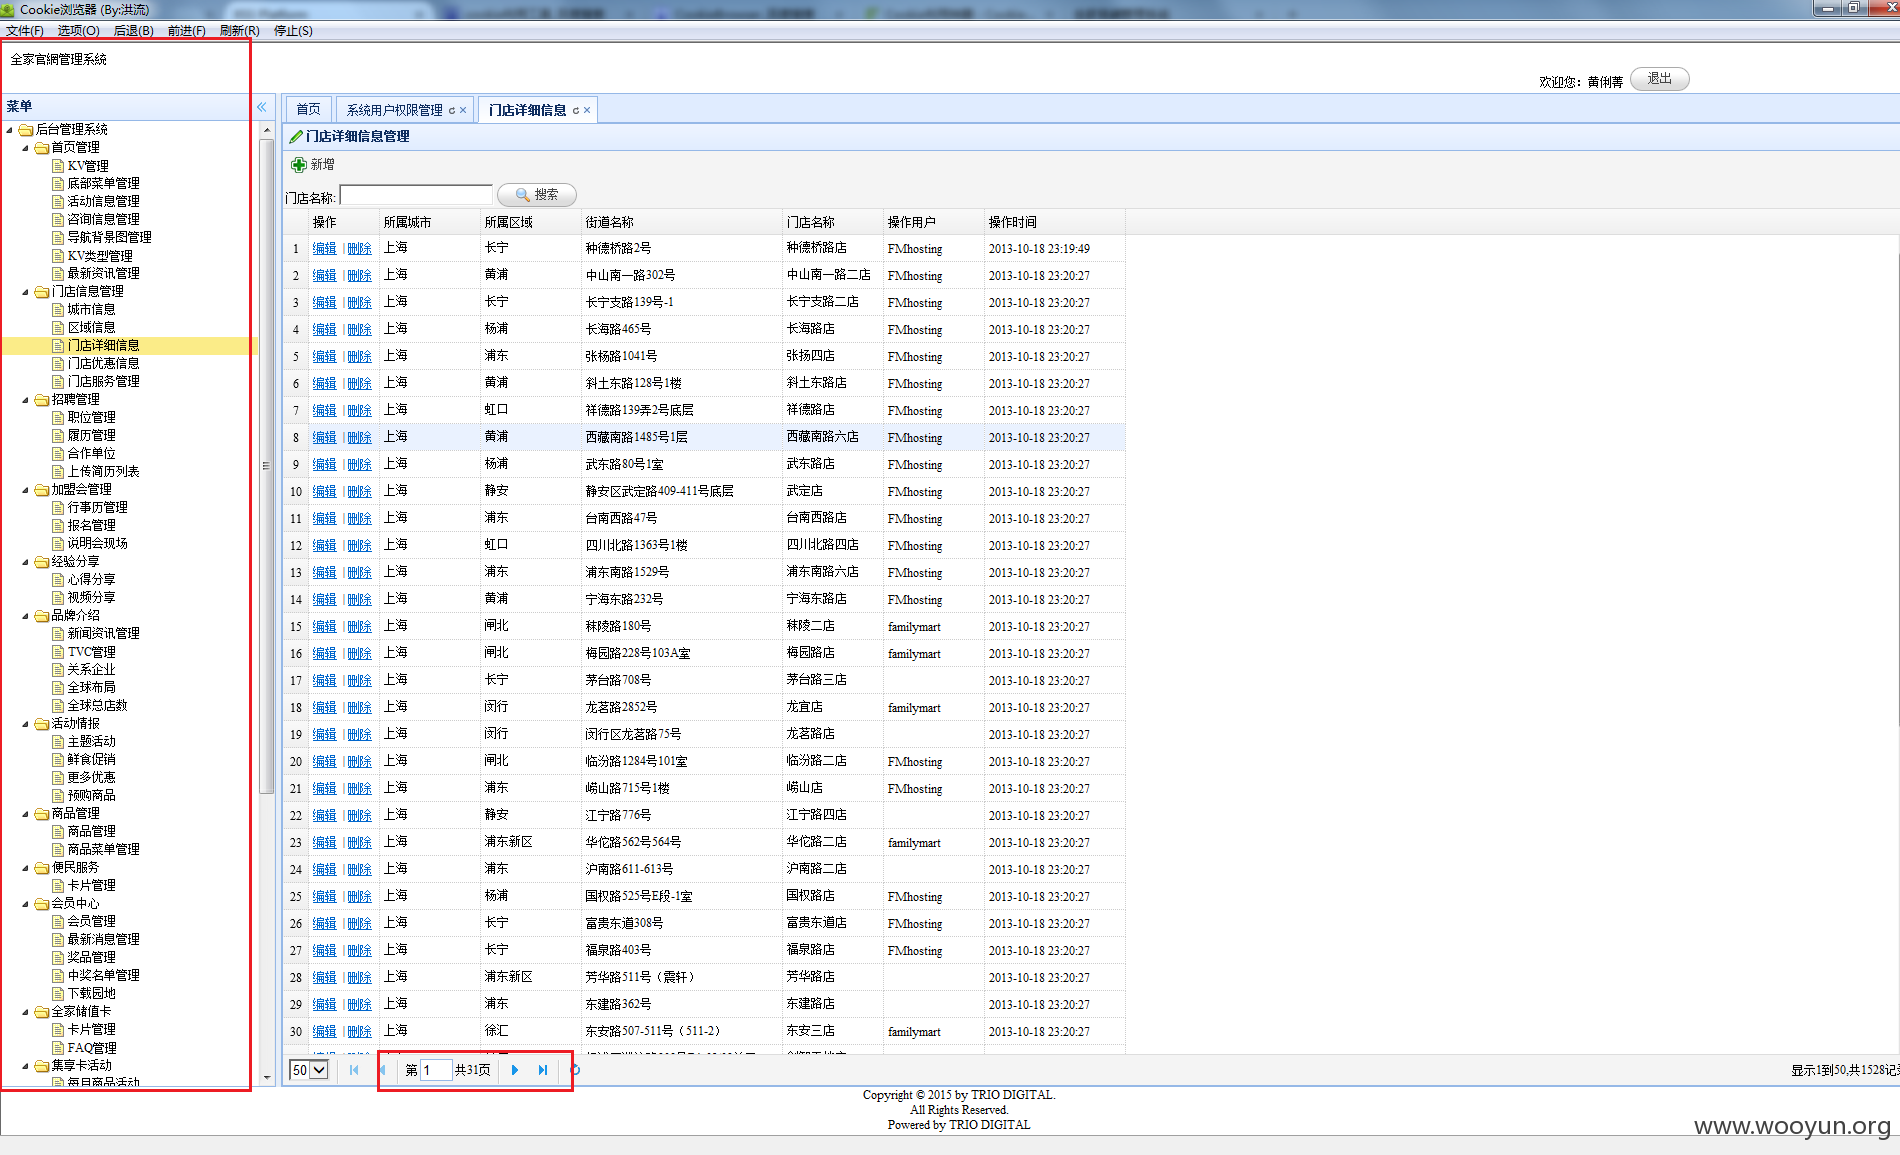 Cookie浏览器 (By:洪流)
文件(F) 选项(O) 后退(B) 前进(F) 刷新(R) 停止(S)
全家官網管理系統
欢迎您: 黄俐菁 退出
菜单
后台管理系统
首页管理
KV管理
底部菜单管理
活动信息管理
咨询信息管理
导航背景图管理
KV类型管理
最新资讯管理
门店信息管理
城市信息
区域信息
门店详细信息
门店优惠信息
门店服务管理
招聘管理
职位管理
履历管理
合作单位
上传简历列表
加盟会管理
行事历管理
报名管理
说明会现场
经验分享
心得分享
视频分享
品牌介绍
新闻资讯管理
TVC管理
关系企业
全球布局
全球总店数
活动情报
主题活动
鲜食促销
更多优惠
预购商品
商品管理
商品管理
商品菜单管理
便民服务
卡片管理
会员中心
会员管理
最新消息管理
奖品管理
中奖名单管理
下载园地
全家储值卡
卡片管理
FAQ管理
集享卡活动
每月商品活动
首页 系统用户权限管理 门店详细信息
门店详细信息管理
新增
门店名称: 搜索
操作 所属城市 所属区域 街道名称 门店名称 操作用户 操作时间
1 编辑 | 删除 上海 长宁 种德桥路2号 种德桥路店 FMhosting 2013-10-18 23:19:49
2 编辑 | 删除 上海 黄浦 中山南一路302号 中山南一路二店 FMhosting 2013-10-18 23:20:27
3 编辑 | 删除 上海 长宁 长宁支路139号-1 长宁支路二店 FMhosting 2013-10-18 23:20:27
4 编辑 | 删除 上海 杨浦 长海路465号 长海路店 FMhosting 2013-10-18 23:20:27
5 编辑 | 删除 上海 浦东 张杨路1041号 张扬四店 FMhosting 2013-10-18 23:20:27
6 编辑 | 删除 上海 黄浦 斜土东路128号1楼 斜土东路店 FMhosting 2013-10-18 23:20:27
7 编辑 | 删除 上海 虹口 祥德路139弄2号底层 祥德路店 FMhosting 2013-10-18 23:20:27
8 编辑 | 删除 上海 黄浦 西藏南路1485号1层 西藏南路六店 FMhosting 2013-10-18 23:20:27
9 编辑 | 删除 上海 杨浦 武东路80号1室 武东路店 FMhosting 2013-10-18 23:20:27
10 编辑 | 删除 上海 静安 静安区武定路409-411号底层 武定店 FMhosting 2013-10-18 23:20:27
11 编辑 | 删除 上海 浦东 台南西路47号 台南西路店 FMhosting 2013-10-18 23:20:27
12 编辑 | 删除 上海 虹口 四川北路1363号1楼 四川北路四店 FMhosting 2013-10-18 23:20:27
13 编辑 | 删除 上海 浦东 浦东南路1529号 浦东南路六店 FMhosting 2013-10-18 23:20:27
14 编辑 | 删除 上海 黄浦 宁海东路232号 宁海东路店 FMhosting 2013-10-18 23:20:27
15 编辑 | 删除 上海 闸北 秣陵路180号 秣陵二店 familymart 2013-10-18 23:20:27
16 编辑 | 删除 上海 闸北 梅园路228号103A室 梅园路店 familymart 2013-10-18 23:20:27
17 编辑 | 删除 上海 长宁 茅台路708号 茅台路三店 2013-10-18 23:20:27
18 编辑 | 删除 上海 闵行 龙茗路2852号 龙宜店 familymart 2013-10-18 23:20:27
19 编辑 | 删除 上海 闵行 闵行区龙茗路75号 龙茗路店 2013-10-18 23:20:27
20 编辑 | 删除 上海 闸北 临汾路1284号101室 临汾路二店 FMhosting 2013-10-18 23:20:27
21 编辑 | 删除 上海 浦东 崂山路715号1楼 崂山店 FMhosting 2013-10-18 23:20:27
22 编辑 | 删除 上海 静安 江宁路776号 江宁路四店 2013-10-18 23:20:27
23 编辑 | 删除 上海 浦东新区 华佗路562号564号 华佗路二店 familymart 2013-10-18 23:20:27
24 编辑 | 删除 上海 浦东 沪南路611-613号 沪南路二店 2013-10-18 23:20:27
25 编辑 | 删除 上海 杨浦 国权路525号E段-1室 国权路店 FMhosting 2013-10-18 23:20:27
26 编辑 | 删除 上海 长宁 富贵东道308号 富贵东道店 FMhosting 2013-10-18 23:20:27
27 编辑 | 删除 上海 长宁 福泉路403号 福泉路店 FMhosting 2013-10-18 23:20:27
28 编辑 | 删除 上海 浦东新区 芳华路511号（震轩） 芳华路店 2013-10-18 23:20:27
29 编辑 | 删除 上海 浦东 东建路362号 东建路店 2013-10-18 23:20:27
30 编辑 | 删除 上海 徐汇 东安路507-511号（511-2） 东安三店 familymart 2013-10-18 23:20:27
50 第 1 共31页 显示1到50,共1528记
Copyright © 2015 by TRIO DIGITAL.
All Rights Reserved.
Powered by TRIO DIGITAL
www.wooyun.org